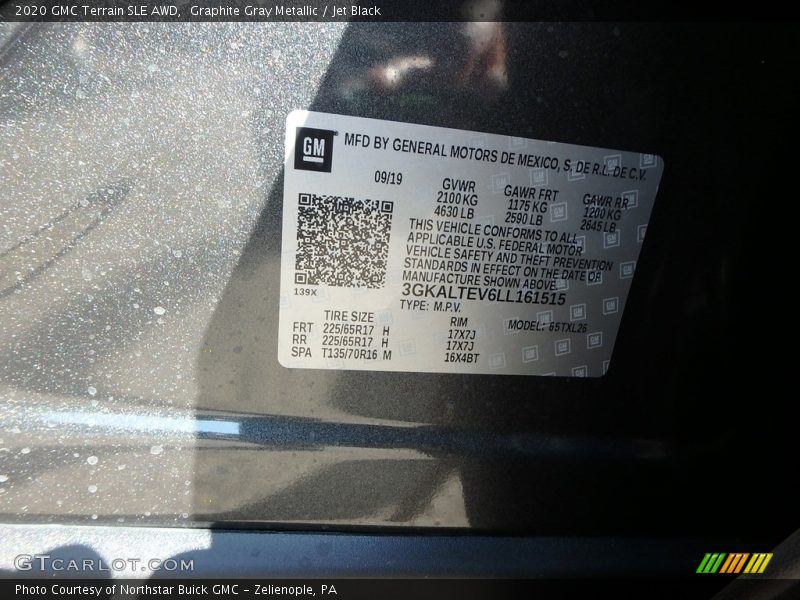 2020 GMC Terrain SLE AWD, Graphite Gray Metallic / Jet Black
GM
MFD BY GENERAL MOTORS DE MEXICO, S. DE R.L. DE C.V.
09/19
GVWR GAWR FRT GAWR RR
2100 KG 1175 KG 1200 KG
4630 LB 2590 LB 2645 LB
THIS VEHICLE CONFORMS TO ALL
APPLICABLE U.S. FEDERAL MOTOR
VEHICLE SAFETY AND THEFT PREVENTION
STANDARDS IN EFFECT ON THE DATE OF
MANUFACTURE SHOWN ABOVE.
139X
3GKALTEV6LL161515
TYPE: M.P.V.
TIRE SIZE RIM MODEL: 6STXL26
FRT 225/65R17 H 17X7J
RR 225/65R17 H 17X7J
SPA T135/70R16 M 16X4BT
GTCARLOT.COM
Photo Courtesy of Northstar Buick GMC - Zelienople, PA